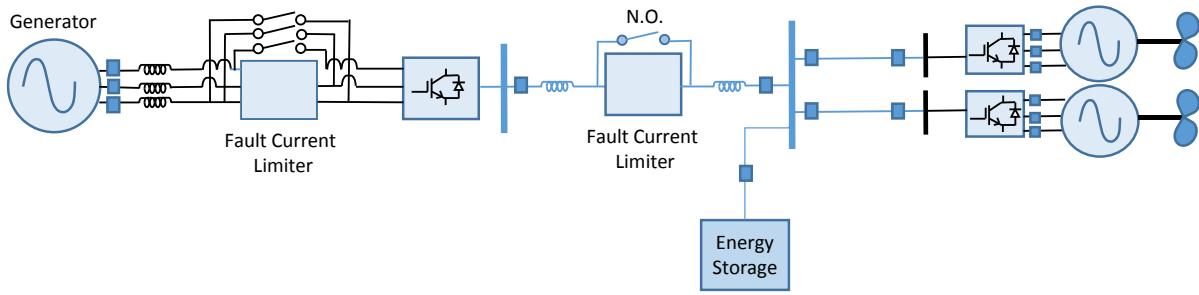 Generator
N.O.
Fault Current
Limiter
Fault Current
Limiter
Energy
Storage